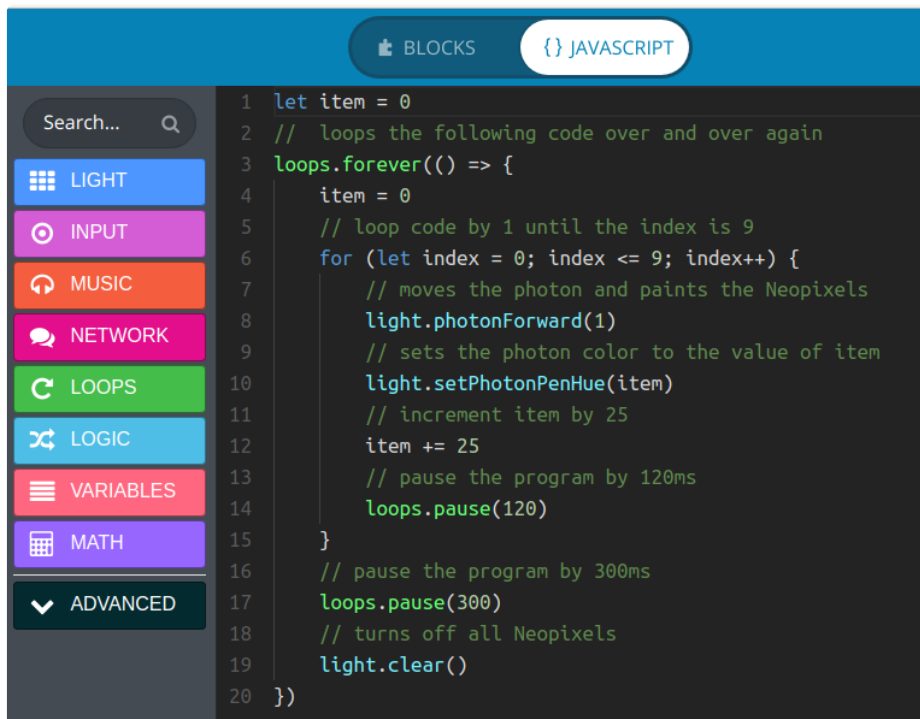 BLOCKS
{} JAVASCRIPT
Search...
LIGHT
INPUT
MUSIC
NETWORK
LOOPS
LOGIC
VARIABLES
MATH
ADVANCED
1 let item = 0
2 //  loops the following code over and over again
3 loops.forever(() => {
4     item = 0
5     // loop code by 1 until the index is 9
6     for (let index = 0; index <= 9; index++) {
7         // moves the photon and paints the Neopixels
8         light.photonForward(1)
9         // sets the photon color to the value of item
10         light.setPhotonPenHue(item)
11         // increment item by 25
12         item += 25
13         // pause the program by 120ms
14         loops.pause(120)
15     }
16     // pause the program by 300ms
17     loops.pause(300)
18     // turns off all Neopixels
19     light.clear()
20 })